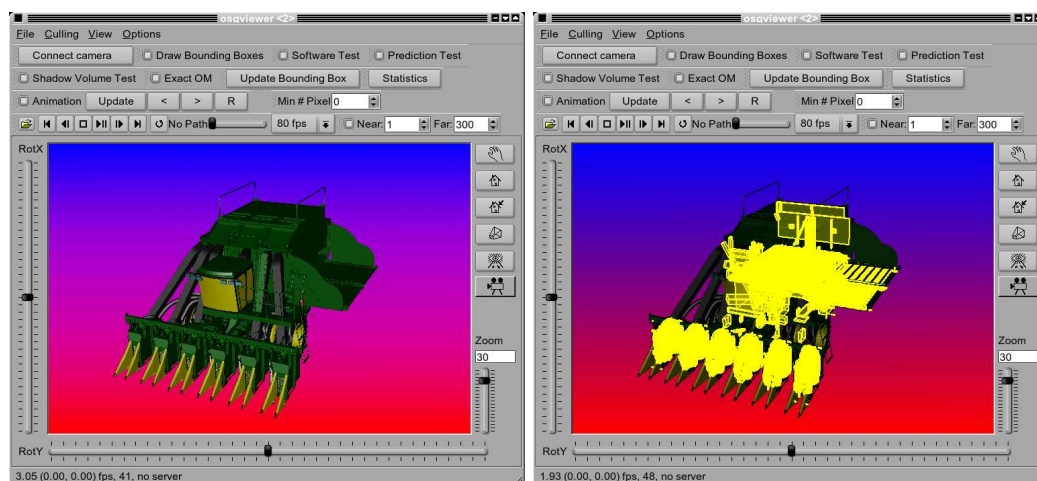 osgviewer <2>
File Culling View Options
Connect camera Draw Bounding Boxes Software Test Prediction Test
Shadow Volume Test Exact OM Update Bounding Box Statistics
Animation Update < > R Min # Pixel 0
No Path 80 fps Near: 1 Far: 300
RotX
Zoom
30
RotY
3.05 (0.00, 0.00) fps, 41, no server
osgviewer <2>
File Culling View Options
Connect camera Draw Bounding Boxes Software Test Prediction Test
Shadow Volume Test Exact OM Update Bounding Box Statistics
Animation Update < > R Min # Pixel 0
No Path 80 fps Near: 1 Far: 300
RotX
Zoom
30
RotY
1.93 (0.00, 0.00) fps, 48, no server